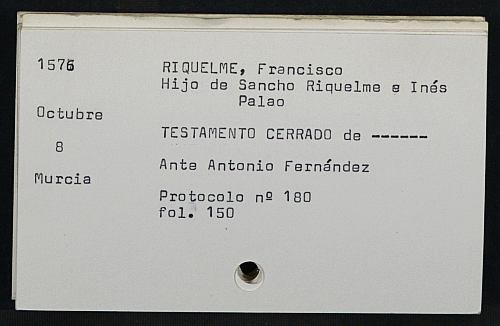 1576
RIQUELME, Francisco
Hijo de Sancho Riquelme e Inés
Palao
Octubre
TESTAMENTO CERRADO de ------
8
Ante Antonio Fernández
Murcia
Protocolo nº 180
fol. 150